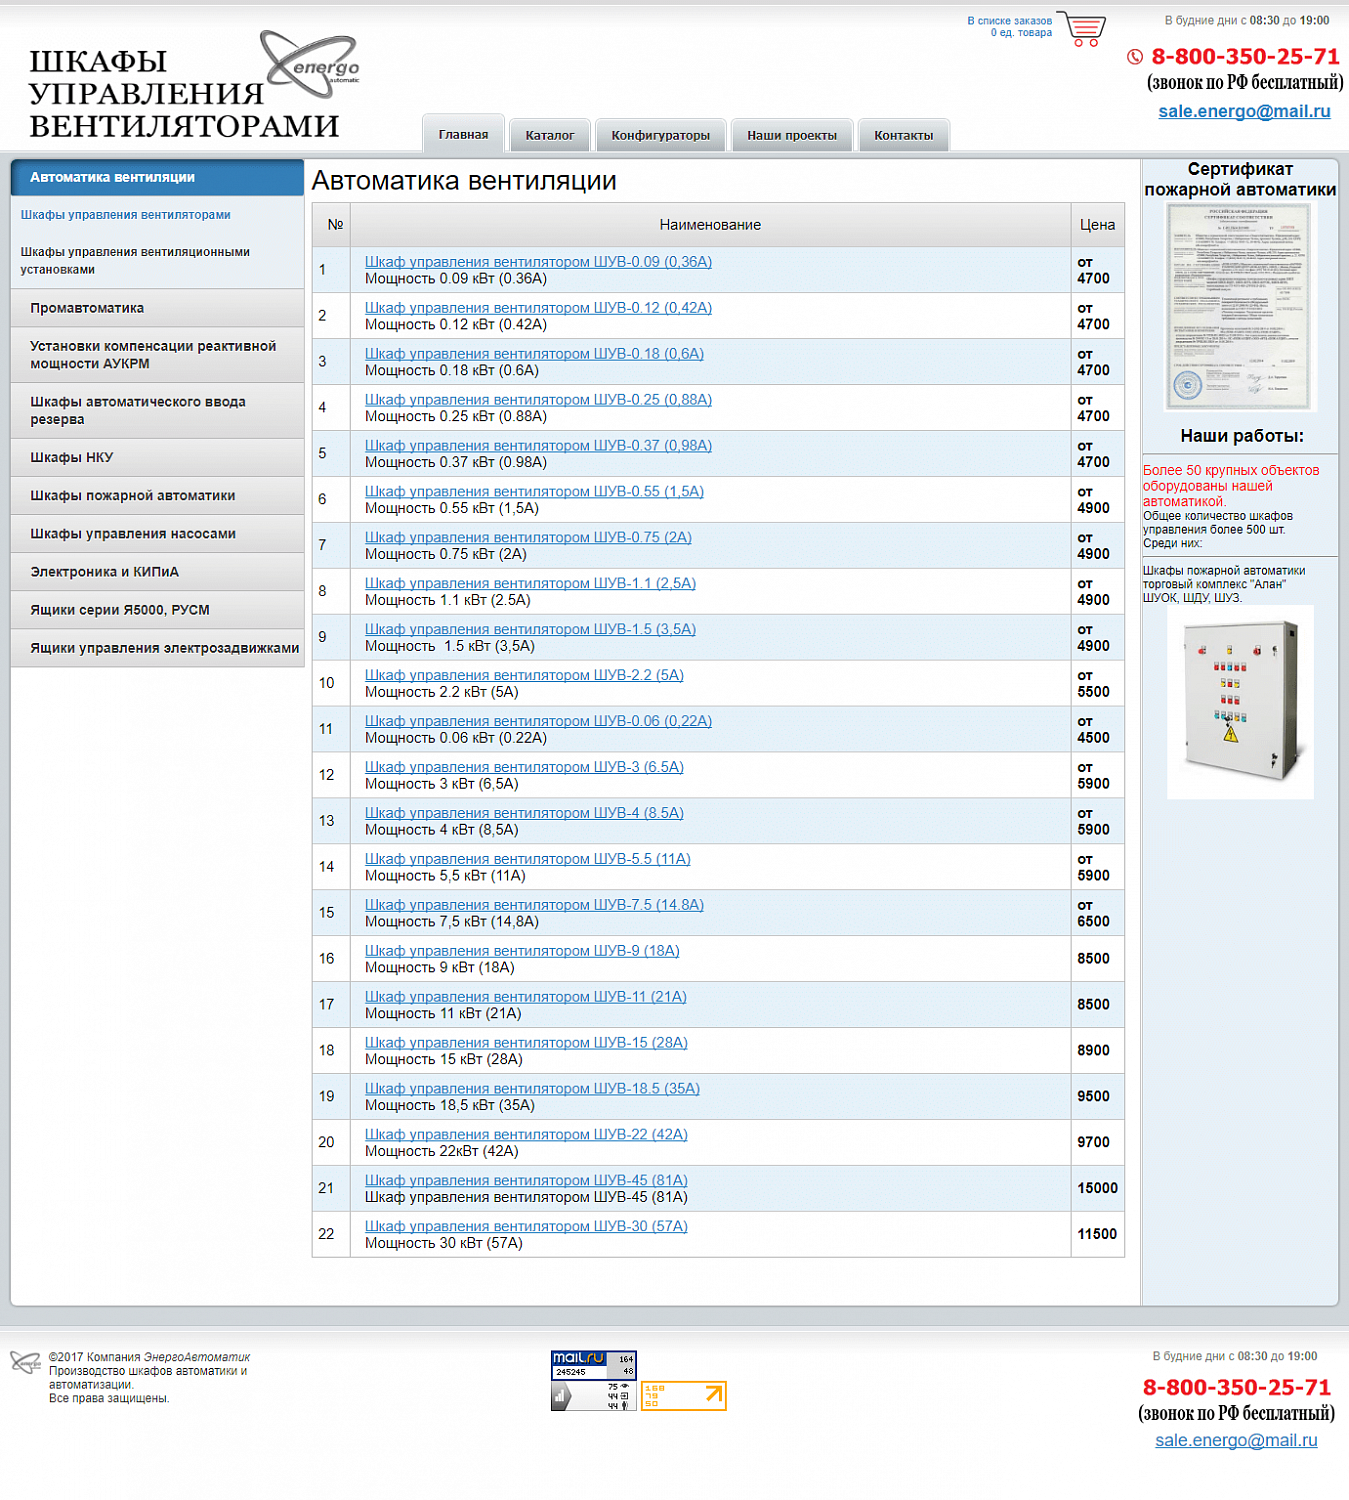 В списке заказов
0 ед. товара
В будние дни с 08:30 до 19:00
8-800-350-25-71
(звонок по РФ бесплатный)
sale.energo@mail.ru
ШКАФЫ
УПРАВЛЕНИЯ
ВЕНТИЛЯТОРАМИ
energo
automatic
Главная
Каталог
Конфигураторы
Наши проекты
Контакты
Автоматика вентиляции
Шкафы управления вентиляторами
Шкафы управления вентиляционными
установками
Промавтоматика
Установки компенсации реактивной
мощности АУКРМ
Шкафы автоматического ввода
резерва
Шкафы НКУ
Шкафы пожарной автоматики
Шкафы управления насосами
Электроника и КИПиА
Ящики серии Я5000, РУСМ
Ящики управления электрозадвижками
Автоматика вентиляции
№ Наименование Цена
1 Шкаф управления вентилятором ШУВ-0.09 (0,36А) от
Мощность 0.09 кВт (0.36А) 4700
2 Шкаф управления вентилятором ШУВ-0.12 (0,42А) от
Мощность 0.12 кВт (0.42А) 4700
3 Шкаф управления вентилятором ШУВ-0.18 (0,6А) от
Мощность 0.18 кВт (0.6А) 4700
4 Шкаф управления вентилятором ШУВ-0.25 (0,88А) от
Мощность 0.25 кВт (0.88А) 4700
5 Шкаф управления вентилятором ШУВ-0.37 (0,98А) от
Мощность 0.37 кВт (0.98А) 4700
6 Шкаф управления вентилятором ШУВ-0.55 (1,5А) от
Мощность 0.55 кВт (1,5А) 4900
7 Шкаф управления вентилятором ШУВ-0.75 (2А) от
Мощность 0.75 кВт (2А) 4900
8 Шкаф управления вентилятором ШУВ-1.1 (2,5А) от
Мощность 1.1 кВт (2.5А) 4900
9 Шкаф управления вентилятором ШУВ-1.5 (3,5А) от
Мощность 1.5 кВт (3,5А) 4900
10 Шкаф управления вентилятором ШУВ-2.2 (5А) от
Мощность 2.2 кВт (5А) 5500
11 Шкаф управления вентилятором ШУВ-0.06 (0,22А) от
Мощность 0.06 кВт (0.22А) 4500
12 Шкаф управления вентилятором ШУВ-3 (6.5А) от
Мощность 3 кВт (6,5А) 5900
13 Шкаф управления вентилятором ШУВ-4 (8.5А) от
Мощность 4 кВт (8,5А) 5900
14 Шкаф управления вентилятором ШУВ-5.5 (11А) от
Мощность 5,5 кВт (11А) 5900
15 Шкаф управления вентилятором ШУВ-7.5 (14.8А) от
Мощность 7,5 кВт (14,8А) 6500
16 Шкаф управления вентилятором ШУВ-9 (18А) 8500
Мощность 9 кВт (18А)
17 Шкаф управления вентилятором ШУВ-11 (21А) 8500
Мощность 11 кВт (21А)
18 Шкаф управления вентилятором ШУВ-15 (28А) 8900
Мощность 15 кВт (28А)
19 Шкаф управления вентилятором ШУВ-18.5 (35А) 9500
Мощность 18,5 кВт (35А)
20 Шкаф управления вентилятором ШУВ-22 (42А) 9700
Мощность 22кВт (42А)
21 Шкаф управления вентилятором ШУВ-45 (81А) 15000
Шкаф управления вентилятором ШУВ-45 (81А)
22 Шкаф управления вентилятором ШУВ-30 (57А) 11500
Мощность 30 кВт (57А)
Сертификат
пожарной автоматики
РОССИЙСКАЯ ФЕДЕРАЦИЯ
СЕРТИФИКАТ СООТВЕТСТВИЯ
Наши работы:
Более 50 крупных объектов
оборудованы нашей
автоматикой.
Общее количество шкафов
управления более 500 шт.
Среди них:
Шкафы пожарной автоматики
торговый комплекс "Алан"
ШУОК, ШДУ, ШУЗ.
energo
©2017 Компания ЭнергоАвтоматик
Производство шкафов автоматики и
автоматизации.
Все права защищены.
mail.ru 164
245245 48
75
44
44
168
79
50
В будние дни с 08:30 до 19:00
8-800-350-25-71
(звонок по РФ бесплатный)
sale.energo@mail.ru